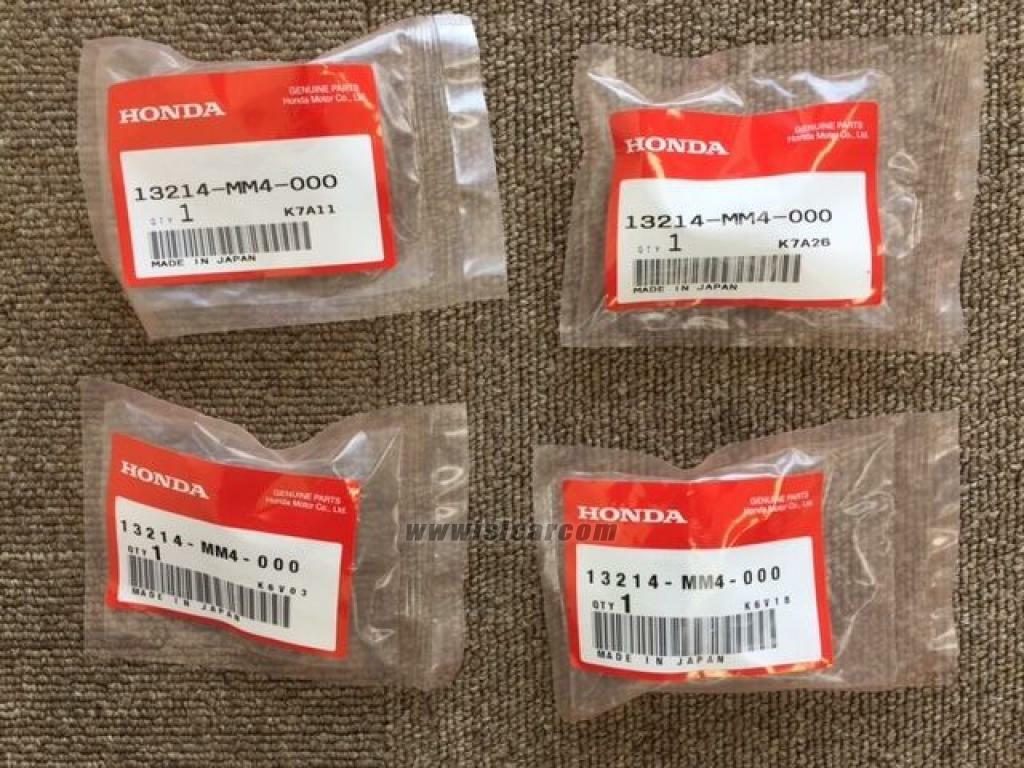 HONDA
GENUINE PARTS
Honda Motor Co., Ltd.
13214-MM4-000
QTY 1 K7A11
MADE IN JAPAN
HONDA
GENUINE PARTS
Honda Motor Co., Ltd.
13214-MM4-000
QTY 1 K7A26
MADE IN JAPAN
HONDA
GENUINE PARTS
Honda Motor Co., Ltd.
13214-MM4-000
QTY 1 K6V03
MADE IN JAPAN
HONDA
GENUINE PARTS
Honda Motor Co., Ltd.
13214-MM4-000
QTY 1 K6V18
MADE IN JAPAN